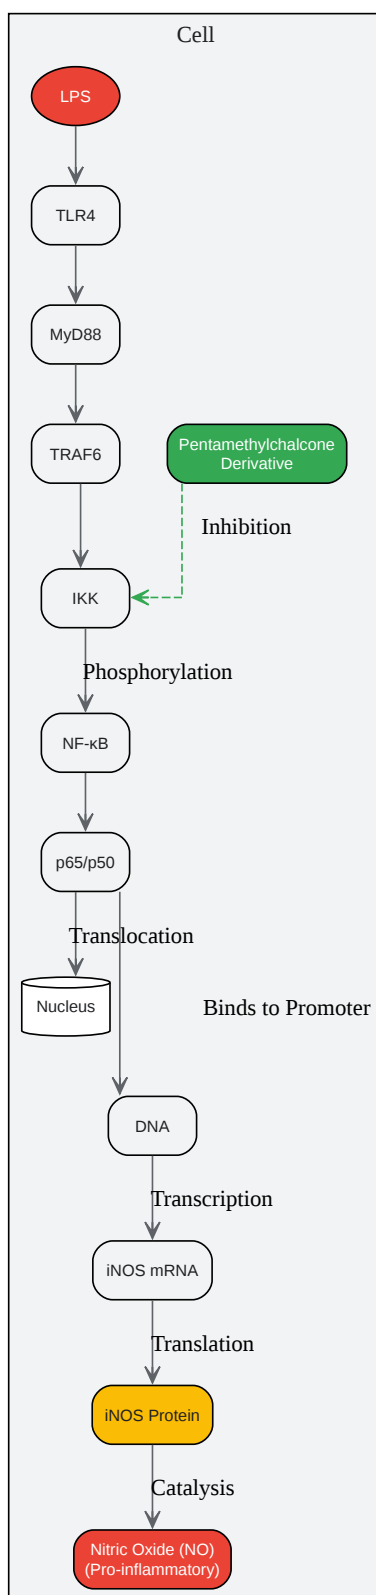 Cell
LPS
TLR4
MyD88
TRAF6
Pentamethylchalcone
Derivative
Inhibition
IKK
Phosphorylation
NF-κB
p65/p50
Translocation
Nucleus
Binds to Promoter
DNA
Transcription
iNOS mRNA
Translation
iNOS Protein
Catalysis
Nitric Oxide (NO)
(Pro-inflammatory)